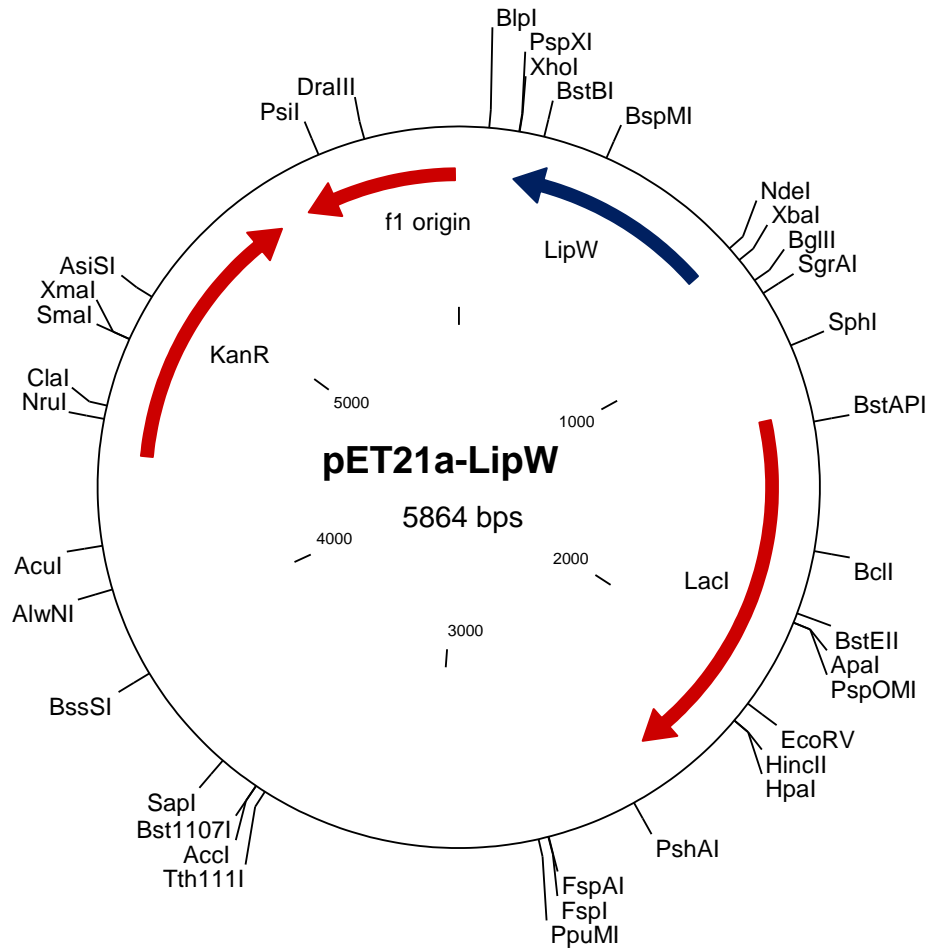 BlpI
PspXI
XhoI
BstBI
BspMI
DraIII
PsiI
NdeI
XbaI
BglII
SgrAI
f1 origin
LipW
AsiSI
XmaI
SmaI
SphI
KanR
ClaI
NruI
BstAPI
5000
1000
pET21a-LipW
5864 bps
4000
2000
AcuI
LacI
BclI
AlwNI
3000
BstEII
ApaI
PspOMI
BssSI
EcoRV
HincII
HpaI
SapI
Bst1107I
AccI
Tth111I
PshAI
FspAI
FspI
PpuMI